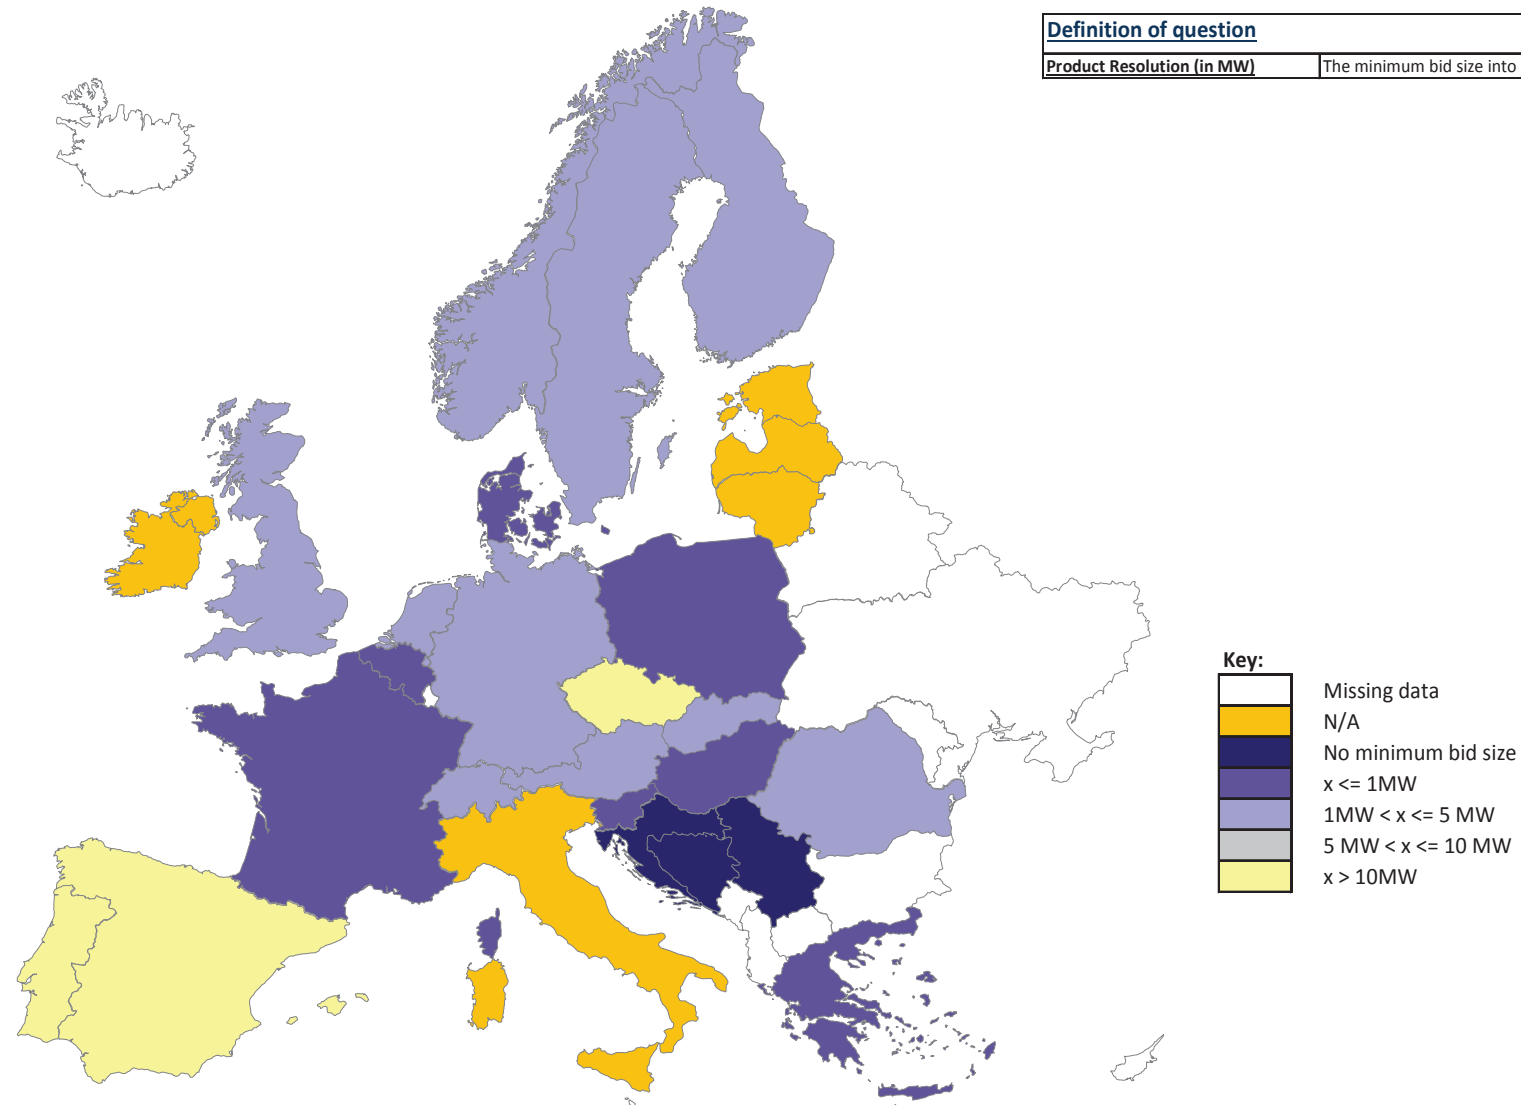 Definition of question
Product Resolution (in MW) The minimum bid size into
Key:
Missing data
N/A
No minimum bid size
x <= 1MW
1MW < x <= 5 MW
5 MW < x <= 10 MW
x > 10MW